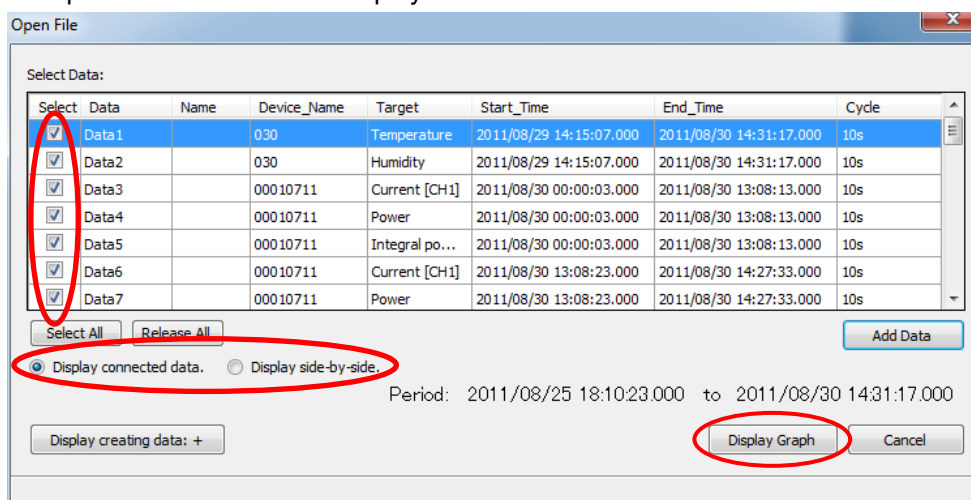 Open File
Select Data:
Select Data Name Device_Name Target Start_Time End_Time Cycle
Data1 030 Temperature 2011/08/29 14:15:07.000 2011/08/30 14:31:17.000 10s
Data2 030 Humidity 2011/08/29 14:15:07.000 2011/08/30 14:31:17.000 10s
Data3 00010711 Current [CH1] 2011/08/30 00:00:03.000 2011/08/30 13:08:13.000 10s
Data4 00010711 Power 2011/08/30 00:00:03.000 2011/08/30 13:08:13.000 10s
Data5 00010711 Integral po... 2011/08/30 00:00:03.000 2011/08/30 13:08:13.000 10s
Data6 00010711 Current [CH1] 2011/08/30 13:08:23.000 2011/08/30 14:27:33.000 10s
Data7 00010711 Power 2011/08/30 13:08:23.000 2011/08/30 14:27:33.000 10s
Select All Release All Add Data
Display connected data. Display side-by-side.
Period: 2011/08/25 18:10:23.000 to 2011/08/30 14:31:17.000
Display creating data: + Display Graph Cancel